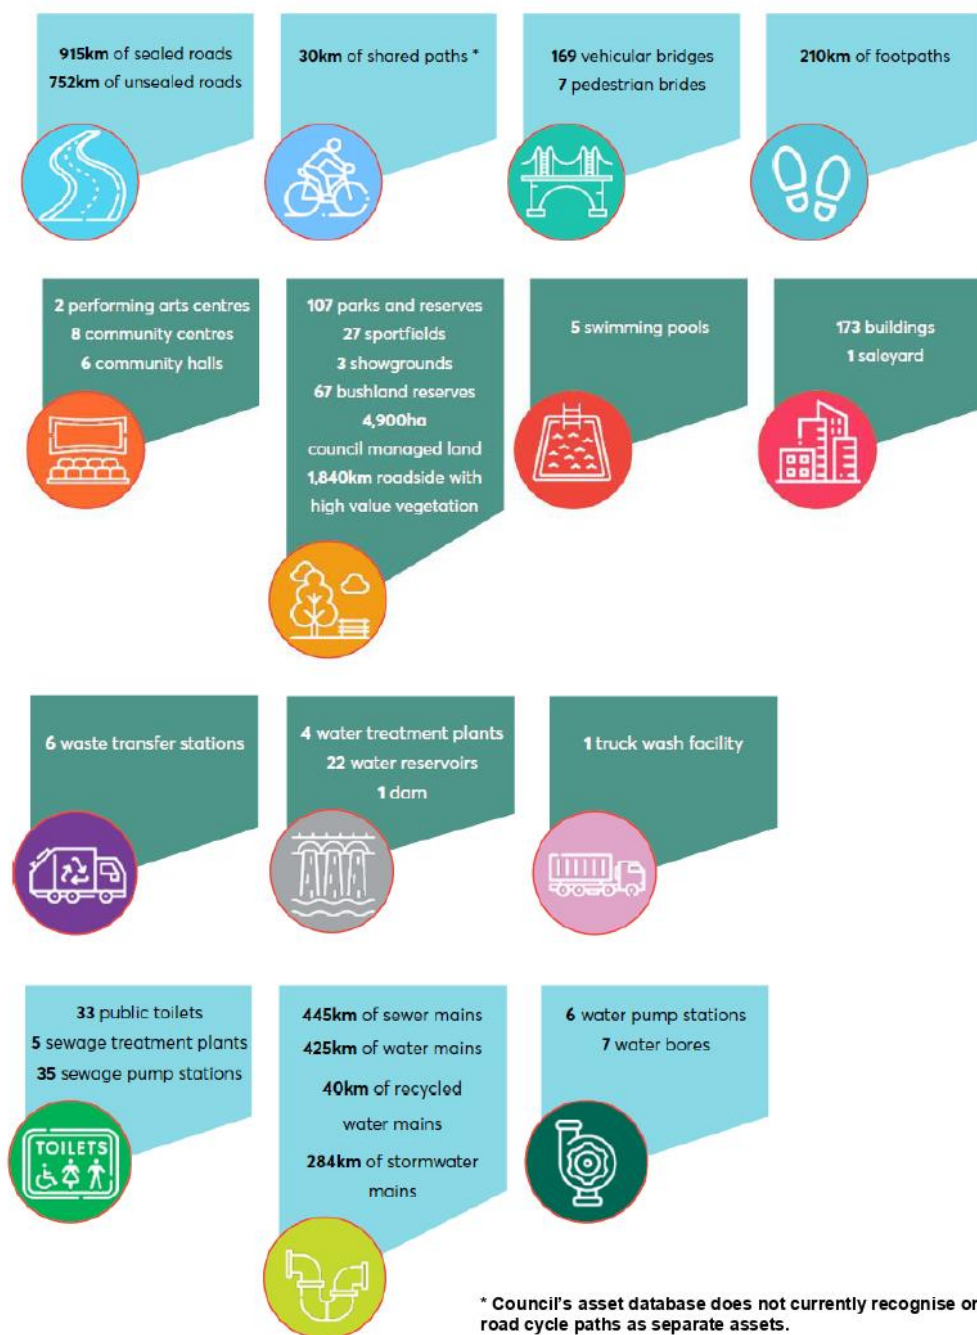 915km of sealed roads
752km of unsealed roads
30km of shared paths *
169 vehicular bridges
7 pedestrian brides
210km of footpaths
2 performing arts centres
8 community centres
6 community halls
107 parks and reserves
27 sportfields
3 showgrounds
67 bushland reserves
4,900ha
council managed land
1,840km roadside with
high value vegetation
5 swimming pools
173 buildings
1 saleyard
6 waste transfer stations
4 water treatment plants
22 water reservoirs
1 dam
1 truck wash facility
33 public toilets
5 sewage treatment plants
35 sewage pump stations
TOILETS
445km of sewer mains
425km of water mains
40km of recycled
water mains
284km of stormwater
mains
6 water pump stations
7 water bores
* Council's asset database does not currently recognise on
road cycle paths as separate assets.